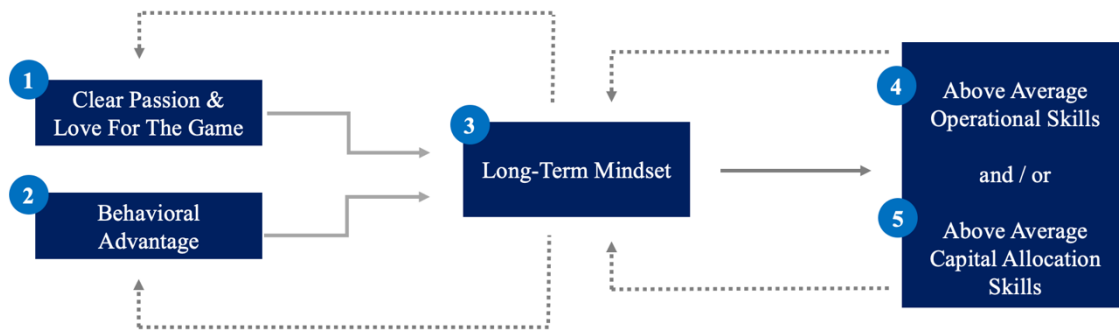 1
Clear Passion &
Love For The Game
2
Behavioral
Advantage
3
Long-Term Mindset
4
Above Average
Operational Skills
and / or
5
Above Average
Capital Allocation
Skills